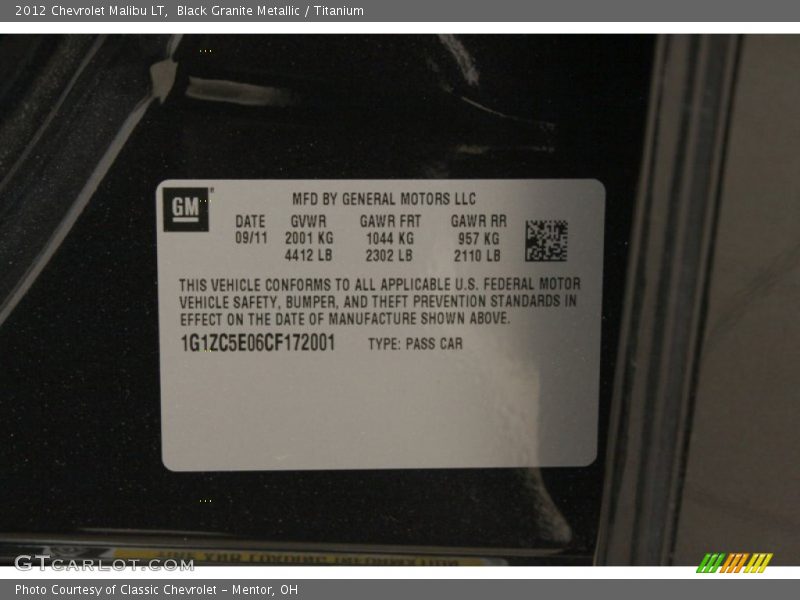 2012 Chevrolet Malibu LT, Black Granite Metallic / Titanium
GM
MFD BY GENERAL MOTORS LLC
DATE GVWR GAWR FRT GAWR RR
09/11 2001 KG 1044 KG 957 KG
4412 LB 2302 LB 2110 LB
THIS VEHICLE CONFORMS TO ALL APPLICABLE U.S. FEDERAL MOTOR
VEHICLE SAFETY, BUMPER, AND THEFT PREVENTION STANDARDS IN
EFFECT ON THE DATE OF MANUFACTURE SHOWN ABOVE.
1G1ZC5E06CF172001 TYPE: PASS CAR
GTCARLOT.COM
Photo Courtesy of Classic Chevrolet - Mentor, OH